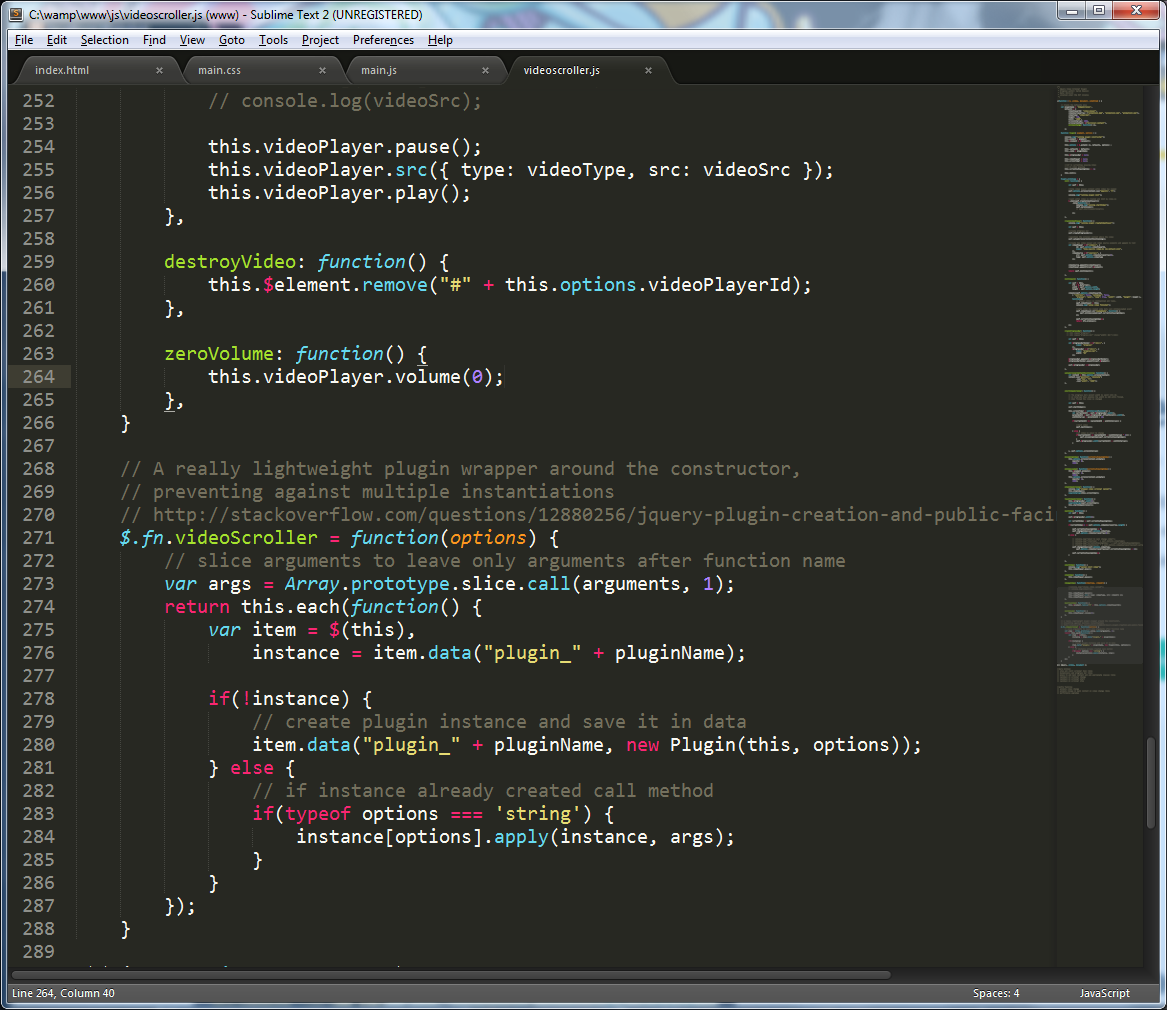 C:\wamp\www\js\videoscroller.js (www) - Sublime Text 2 (UNREGISTERED)
File Edit Selection Find View Goto Tools Project Preferences Help
index.html × main.css × main.js × videoscroller.js ×
252 // console.log(videoSrc);
253
254 this.videoPlayer.pause();
255 this.videoPlayer.src({ type: videoType, src: videoSrc });
256 this.videoPlayer.play();
257 },
258
259 destroyVideo: function() {
260 this.$element.remove("#" + this.options.videoPlayerId);
261 },
262
263 zeroVolume: function() {
264 this.videoPlayer.volume(0);
265 },
266 }
267
268 // A really lightweight plugin wrapper around the constructor,
269 // preventing against multiple instantiations
270 // http://stackoverflow.com/questions/12880256/jquery-plugin-creation-and-public-faci
271 $.fn.videoScroller = function(options) {
272 // slice arguments to leave only arguments after function name
273 var args = Array.prototype.slice.call(arguments, 1);
274 return this.each(function() {
275 var item = $(this),
276 instance = item.data("plugin_" + pluginName);
277
278 if(!instance) {
279 // create plugin instance and save it in data
280 item.data("plugin_" + pluginName, new Plugin(this, options));
281 } else {
282 // if instance already created call method
283 if(typeof options === 'string') {
284 instance[options].apply(instance, args);
285 }
286 }
287 });
288 }
289
Line 264, Column 40 Spaces: 4 JavaScript